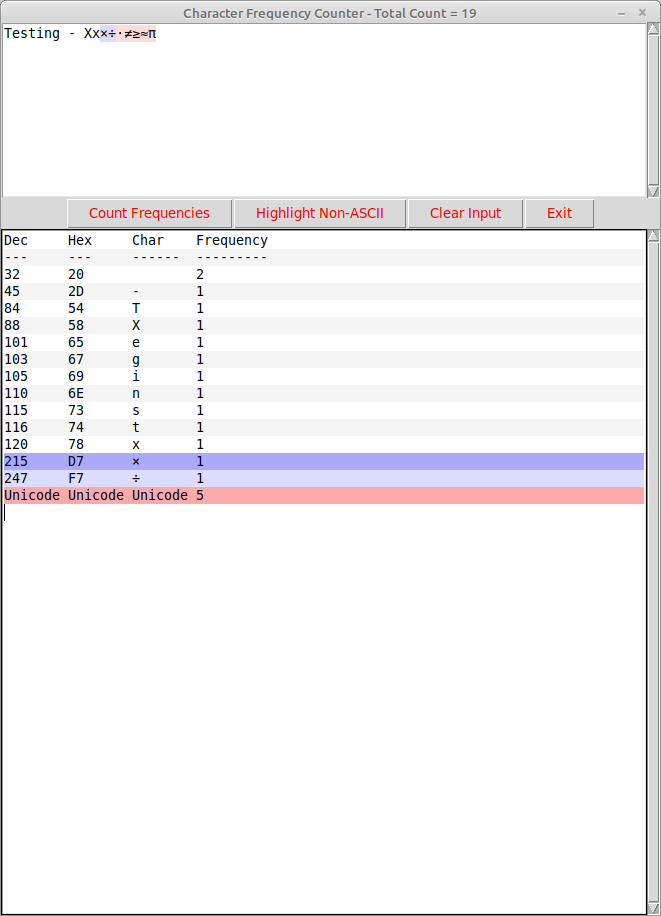 Character Frequency Counter - Total Count = 19
Testing - Xx×÷⋅≠≥≈π
Count Frequencies Highlight Non-ASCII Clear Input Exit
Dec Hex Char Frequency
--- --- ------ ---------
32 20 2
45 2D - 1
84 54 T 1
88 58 X 1
101 65 e 1
103 67 g 1
105 69 i 1
110 6E n 1
115 73 s 1
116 74 t 1
120 78 x 1
215 D7 × 1
247 F7 ÷ 1
Unicode Unicode Unicode 5